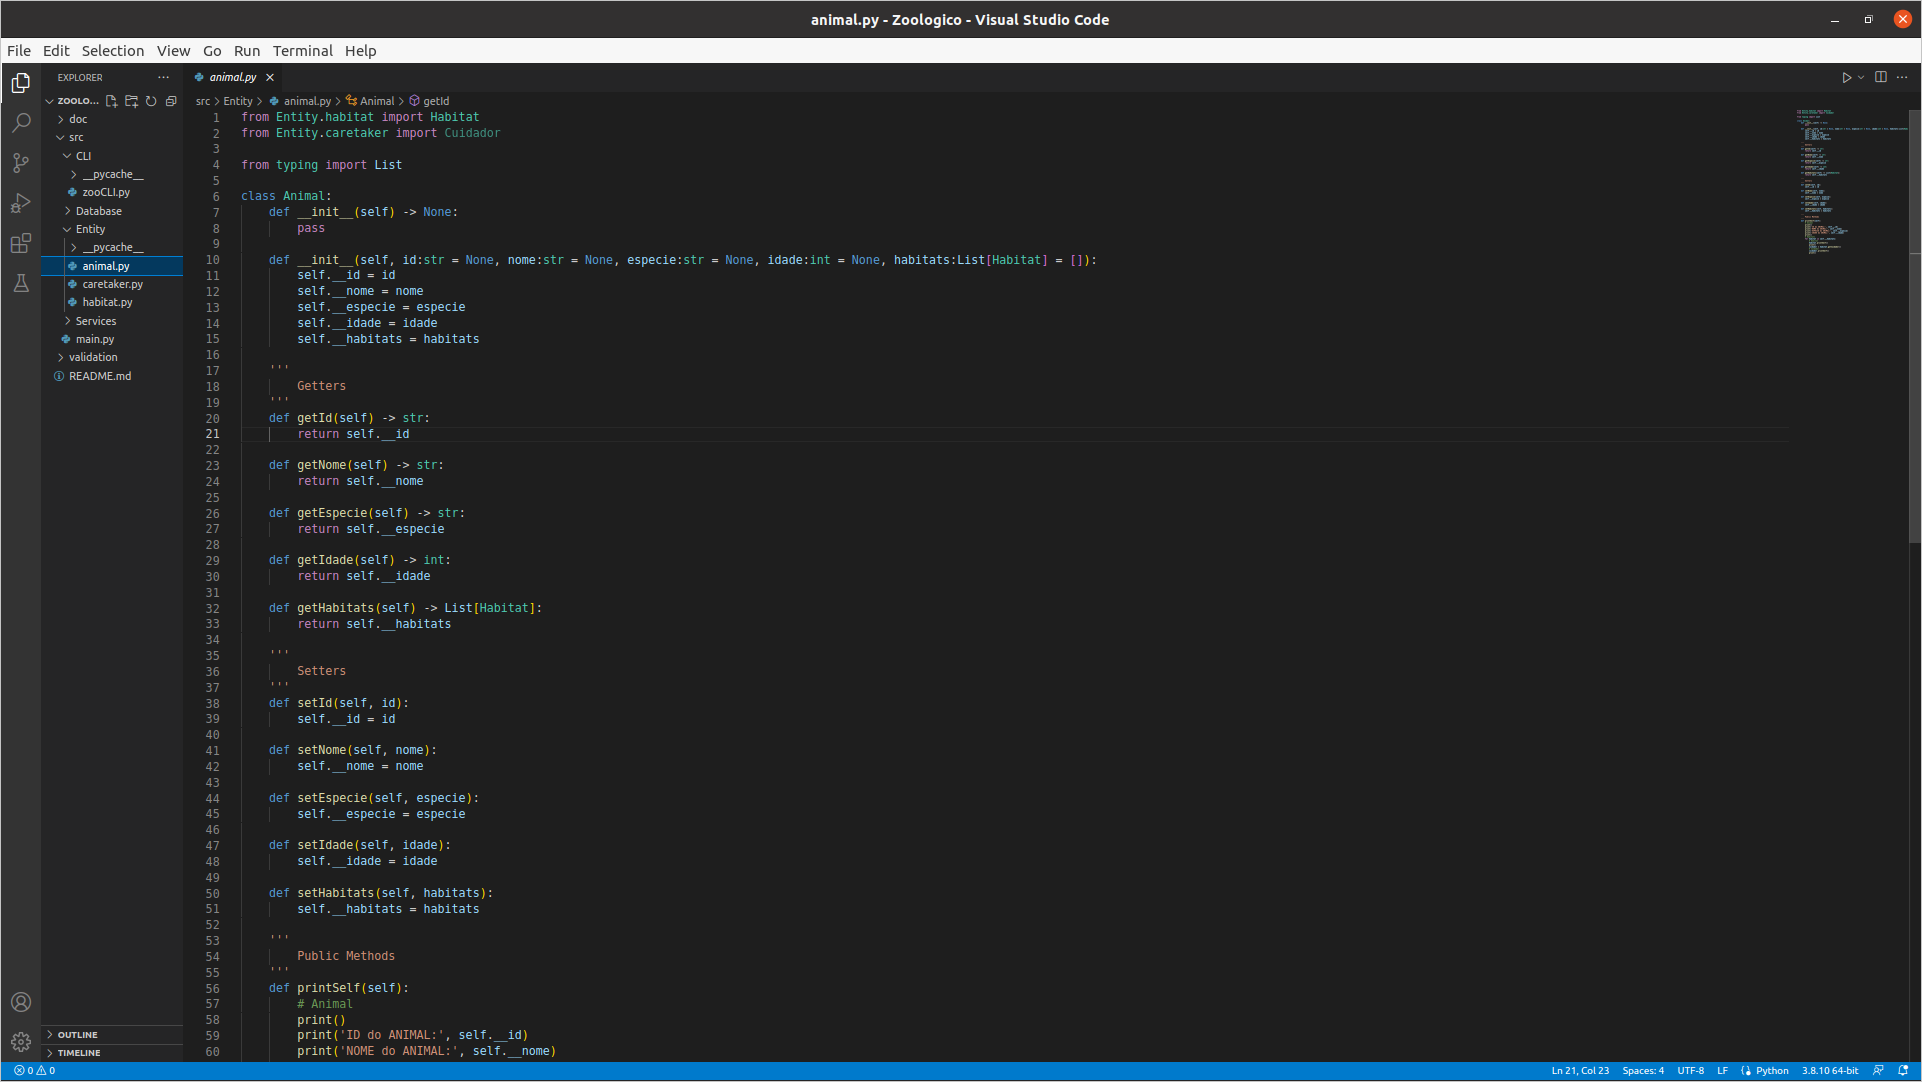 animal.py - Zoologico - Visual Studio Code
File Edit Selection View Go Run Terminal Help
EXPLORER
ZOOLO...
doc
src
CLI
__pycache__
zooCLI.py
Database
Entity
__pycache__
animal.py
caretaker.py
habitat.py
Services
main.py
validation
README.md
OUTLINE
TIMELINE
animal.py
src > Entity > animal.py > Animal > getId
1 from Entity.habitat import Habitat
2 from Entity.caretaker import Cuidador
3
4 from typing import List
5
6 class Animal:
7 def __init__(self) -> None:
8 pass
9
10 def __init__(self, id:str = None, nome:str = None, especie:str = None, idade:int = None, habitats:List[Habitat] = []):
11 self.__id = id
12 self.__nome = nome
13 self.__especie = especie
14 self.__idade = idade
15 self.__habitats = habitats
16
17 '''
18 Getters
19 '''
20 def getId(self) -> str:
21 return self.__id
22
23 def getNome(self) -> str:
24 return self.__nome
25
26 def getEspecie(self) -> str:
27 return self.__especie
28
29 def getIdade(self) -> int:
30 return self.__idade
31
32 def getHabitats(self) -> List[Habitat]:
33 return self.__habitats
34
35 '''
36 Setters
37 '''
38 def setId(self, id):
39 self.__id = id
40
41 def setNome(self, nome):
42 self.__nome = nome
43
44 def setEspecie(self, especie):
45 self.__especie = especie
46
47 def setIdade(self, idade):
48 self.__idade = idade
49
50 def setHabitats(self, habitats):
51 self.__habitats = habitats
52
53 '''
54 Public Methods
55 '''
56 def printSelf(self):
57 # Animal
58 print()
59 print('ID do ANIMAL:', self.__id)
60 print('NOME do ANIMAL:', self.__nome)
0 0 Ln 21, Col 23 Spaces: 4 UTF-8 LF Python 3.8.10 64-bit